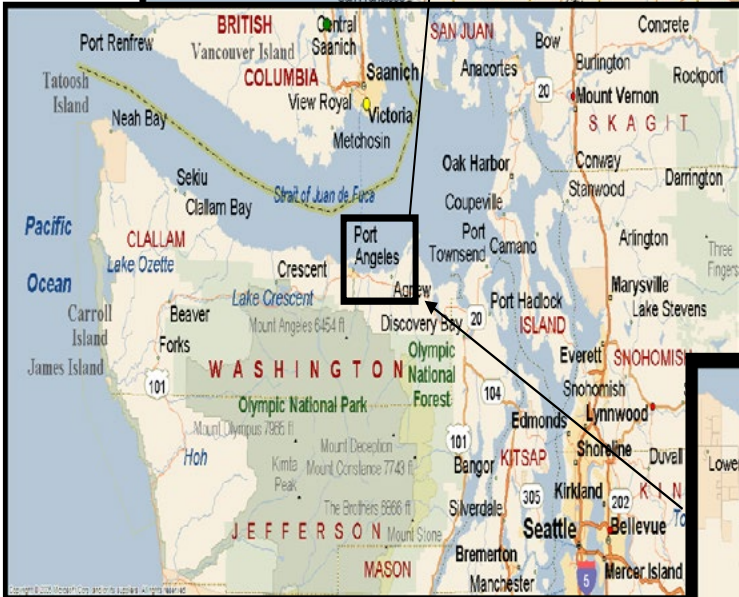 BRITISH
Central
Saanich
SAN JUAN
Bow
Concrete
Port Renfrew
Vancouver Island
Anacortes
Burlington
COLUMBIA
Saanich
20
Rockport
Tatoosh
Island
View Royal
Victoria
Mount Vernon
Neah Bay
SKAGIT
Metchosin
Oak Harbor
Conway
Sekiu
Strait of Juan de Fuca
Stanwood
Darrington
Clallam Bay
Coupeville
Pacific
Ocean
CLALLAM
Port
Angeles
Port
Townsend
Camano
Arlington
Lake Ozette
Crescent
Three
Fingers
Lake Crescent
Agnew
Marysville
Carroll
Island
Beaver
Port Hadlock
Lake Stevens
Mount Angeles 6454 ft
Discovery Bay
20
ISLAND
Forks
James Island
WASHINGTON
Olympic
National
Forest
Everett
SNOHOMISH
101
Snohomish
104
Olympic National Park
Edmonds
Lynnwood
Mount Olympus 7965 ft
101
Shoreline
Hoh
Mount Deception
KITSAP
Duvall
Lower
Kimta
Peak
Mount Constance 7743 ft
Bangor
Kirkland
KIN
305
202
The Brothers 6866 ft
Silverdale
To
JEFFERSON
Mount Stone
Seattle
Bellevue
Bremerton
MASON
Mercer Island
Manchester
5